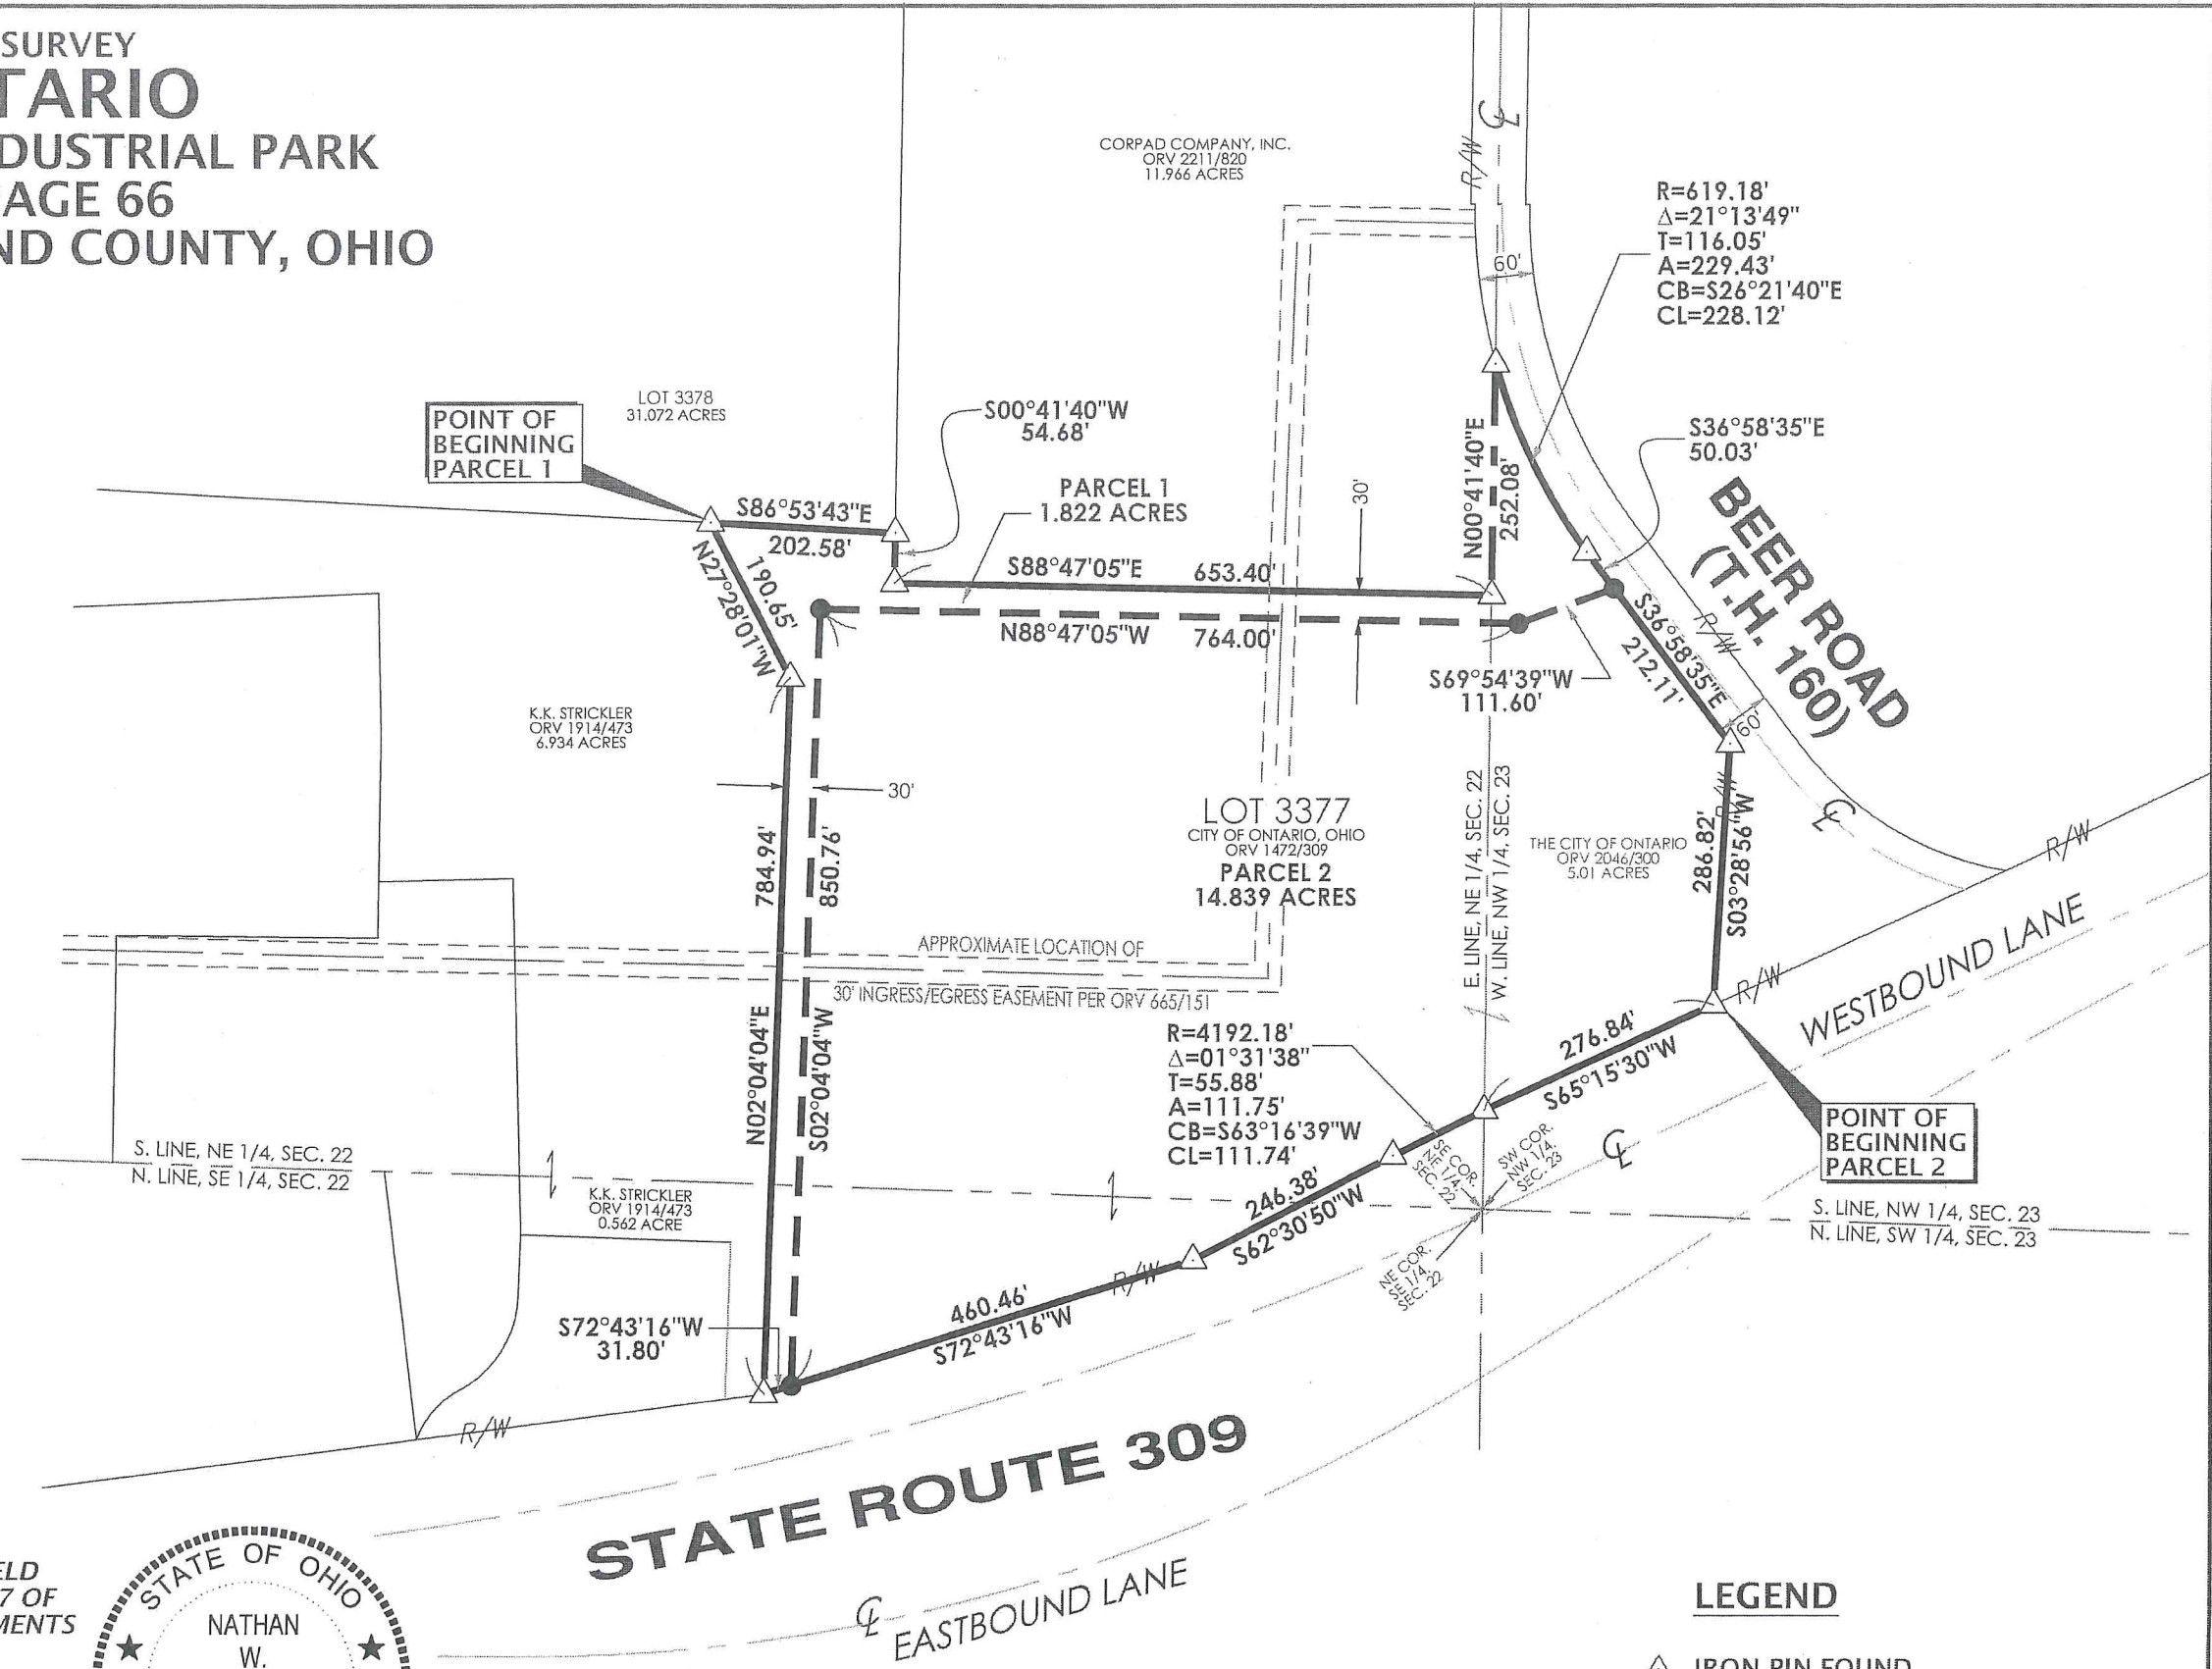 SURVEY
TARIO
DUSTRIAL PARK
AGE 66
ND COUNTY, OHIO
CORPAD COMPANY, INC.
ORV 2211/820
11.966 ACRES
R/W
60'
R=619.18'
Δ=21°13'49"
T=116.05'
A=229.43'
CB=S26°21'40"E
CL=228.12'
LOT 3378
31.072 ACRES
POINT OF
BEGINNING
PARCEL 1
S00°41'40"W
54.68'
S36°58'35"E
50.03'
PARCEL 1
1.822 ACRES
30'
N00°41'40"E
252.08'
BEER ROAD
(T.H. 160)
S86°53'43"E
202.58'
N27°28'01"W
190.65'
S88°47'05"E 653.40'
N88°47'05"W 764.00'
S69°54'39"W
111.60'
S36°58'35"E
212.11'
R/W
60'
K.K. STRICKLER
ORV 1914/473
6.934 ACRES
30'
784.94'
850.76'
N02°04'04"E
S02°04'04"W
LOT 3377
CITY OF ONTARIO, OHIO
ORV 1472/309
PARCEL 2
14.839 ACRES
E. LINE, NE 1/4, SEC. 22
W. LINE, NW 1/4, SEC. 23
THE CITY OF ONTARIO
ORV 2046/300
5.01 ACRES
286.82'
S03°28'56"W
R/W
R/W
R/W
WESTBOUND LANE
APPROXIMATE LOCATION OF
30' INGRESS/EGRESS EASEMENT PER ORV 665/151
R=4192.18'
Δ=01°31'38"
T=55.88'
A=111.75'
CB=S63°16'39"W
CL=111.74'
276.84'
S65°15'30"W
POINT OF
BEGINNING
PARCEL 2
S. LINE, NE 1/4, SEC. 22
N. LINE, SE 1/4, SEC. 22
K.K. STRICKLER
ORV 1914/473
0.562 ACRE
246.38'
S62°30'50"W
SE COR.
NE 1/4,
SEC. 22
SW COR.
NW 1/4,
SEC. 23
NE COR.
SE 1/4,
SEC. 22
S. LINE, NW 1/4, SEC. 23
N. LINE, SW 1/4, SEC. 23
S72°43'16"W
31.80'
460.46'
S72°43'16"W
R/W
R/W
STATE ROUTE 309
EASTBOUND LANE
ELD
7 OF
MENTS
STATE OF OHIO
NATHAN
W.
LEGEND
IRON PIN FOUND